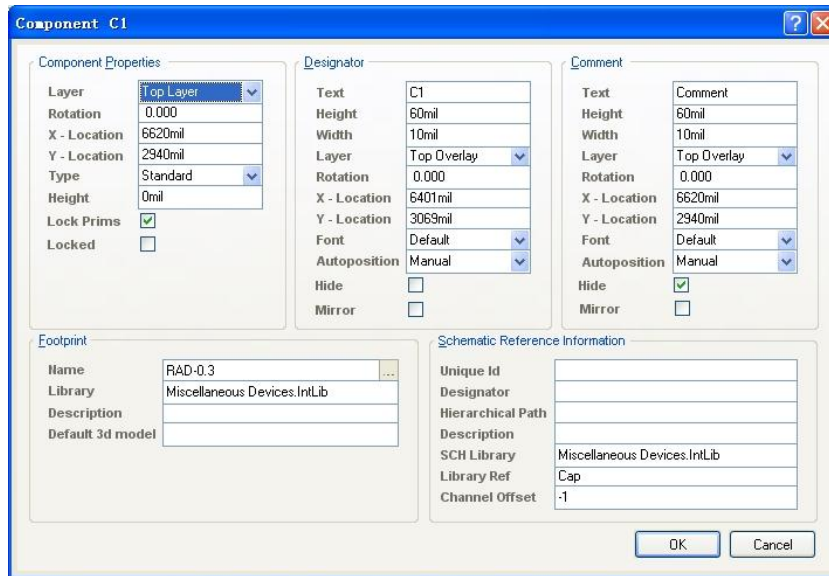 Component C1
Component Properties
Layer Top Layer
Rotation 0.000
X - Location 6620mil
Y - Location 2940mil
Type Standard
Height 0mil
Lock Prims
Locked
Designator
Text C1
Height 60mil
Width 10mil
Layer Top Overlay
Rotation 0.000
X - Location 6401mil
Y - Location 3069mil
Font Default
Autoposition Manual
Hide
Mirror
Comment
Text Comment
Height 60mil
Width 10mil
Layer Top Overlay
Rotation 0.000
X - Location 6620mil
Y - Location 2940mil
Font Default
Autoposition Manual
Hide
Mirror
Footprint
Name RAD-0.3 ...
Library Miscellaneous Devices.IntLib
Description
Default 3d model
Schematic Reference Information
Unique Id
Designator
Hierarchical Path
Description
SCH Library Miscellaneous Devices.IntLib
Library Ref Cap
Channel Offset -1
OK Cancel